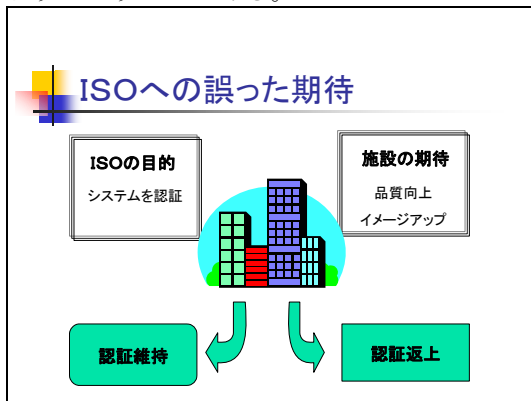 ISOへの誤った期待
ISOの目的
システムを認証
施設の期待
品質向上
イメージアップ
認証維持
認証返上